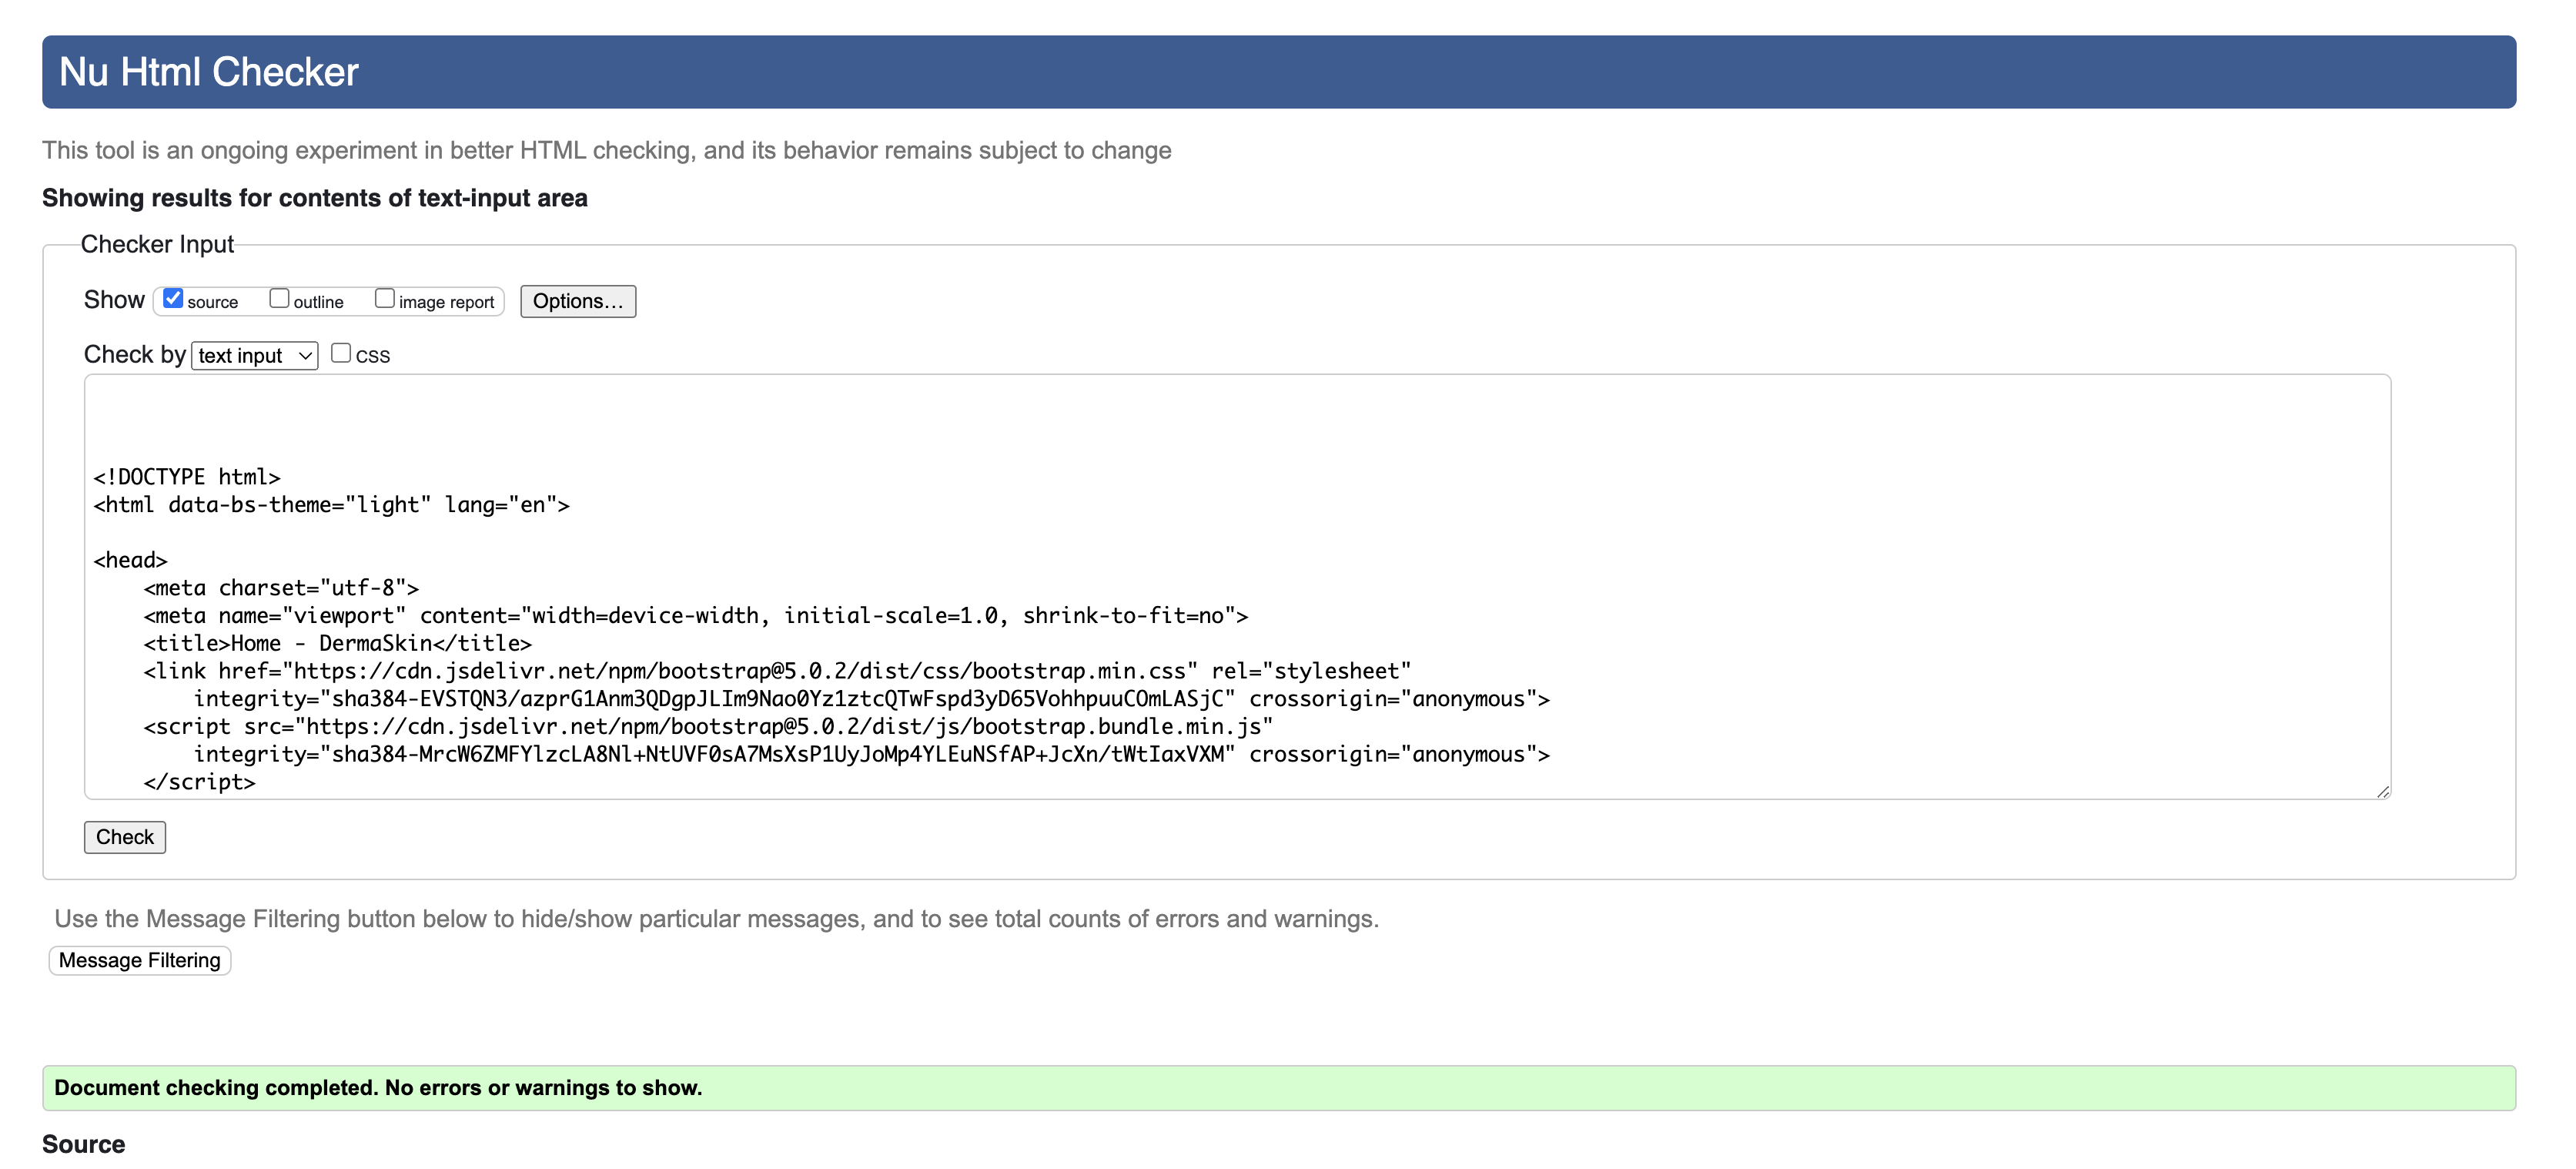 Nu Html Checker
This tool is an ongoing experiment in better HTML checking, and its behavior remains subject to change
Showing results for contents of text-input area
Checker Input
Show source outline image report Options…
Check by text input CSS
<!DOCTYPE html>
<html data-bs-theme="light" lang="en">
<head>
    <meta charset="utf-8">
    <meta name="viewport" content="width=device-width, initial-scale=1.0, shrink-to-fit=no">
    <title>Home - DermaSkin</title>
    <link href="https://cdn.jsdelivr.net/npm/bootstrap@5.0.2/dist/css/bootstrap.min.css" rel="stylesheet"
        integrity="sha384-EVSTQN3/azprG1Anm3QDgpJLIm9Nao0Yz1ztcQTwFspd3yD65VohhpuuCOmLASjC" crossorigin="anonymous">
    <script src="https://cdn.jsdelivr.net/npm/bootstrap@5.0.2/dist/js/bootstrap.bundle.min.js"
        integrity="sha384-MrcW6ZMFYlzcLA8Nl+NtUVF0sA7MsXsP1UyJoMp4YLEuNSfAP+JcXn/tWtIaxVXM" crossorigin="anonymous">
    </script>
Check
Use the Message Filtering button below to hide/show particular messages, and to see total counts of errors and warnings.
Message Filtering
Document checking completed. No errors or warnings to show.
Source